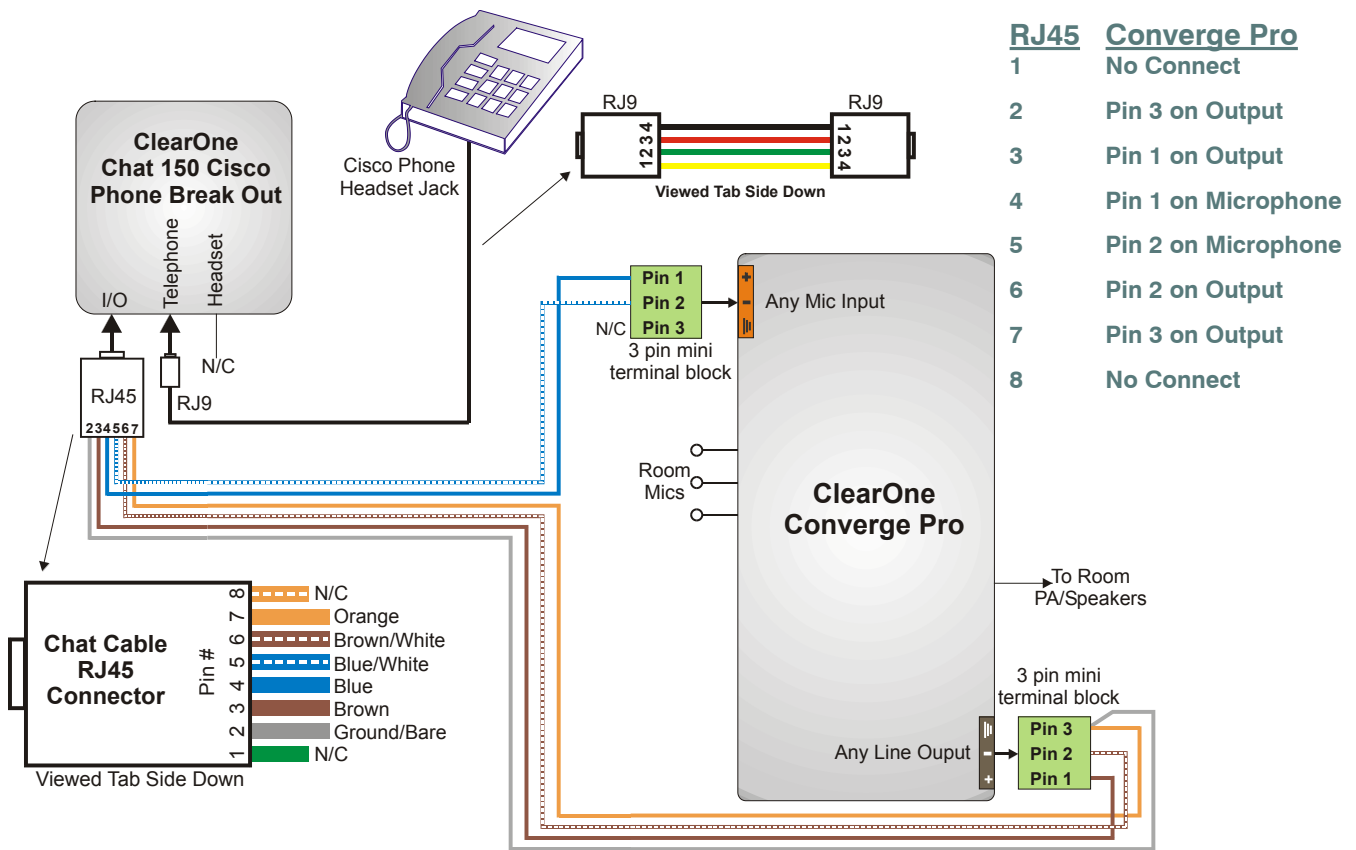 ClearOne
Chat 150 Cisco
Phone Break Out
I/O
Telephone
Headset
N/C
RJ45
RJ9
234567
Cisco Phone
Headset Jack
RJ9
RJ9
1234
1234
Viewed Tab Side Down
RJ45 Converge Pro
1 No Connect
2 Pin 3 on Output
3 Pin 1 on Output
4 Pin 1 on Microphone
5 Pin 2 on Microphone
6 Pin 2 on Output
7 Pin 3 on Output
8 No Connect
Pin 1
Pin 2
N/C Pin 3
3 pin mini
terminal block
+
-
Any Mic Input
Room
Mics
ClearOne
Converge Pro
To Room
PA/Speakers
3 pin mini
terminal block
Any Line Ouput
-
+
Pin 3
Pin 2
Pin 1
Chat Cable
RJ45
Connector
Pin #
8 N/C
7 Orange
6 Brown/White
5 Blue/White
4 Blue
3 Brown
2 Ground/Bare
1 N/C
Viewed Tab Side Down